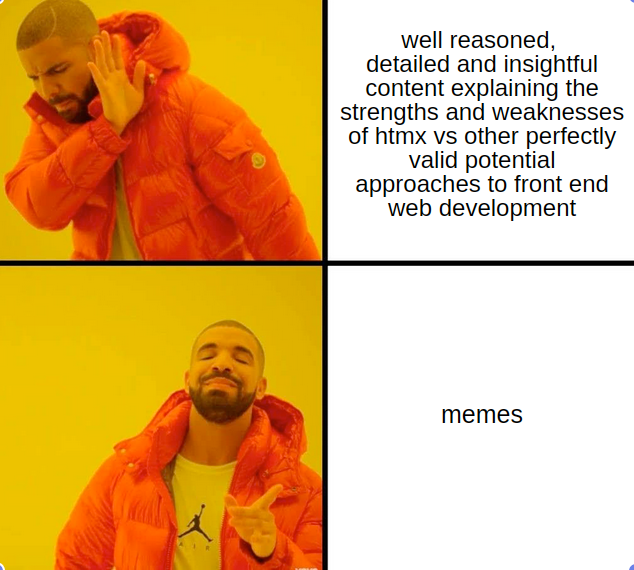 well reasoned,
detailed and insightful
content explaining the
strengths and weaknesses
of htmx vs other perfectly
valid potential
approaches to front end
web development
memes
AIR